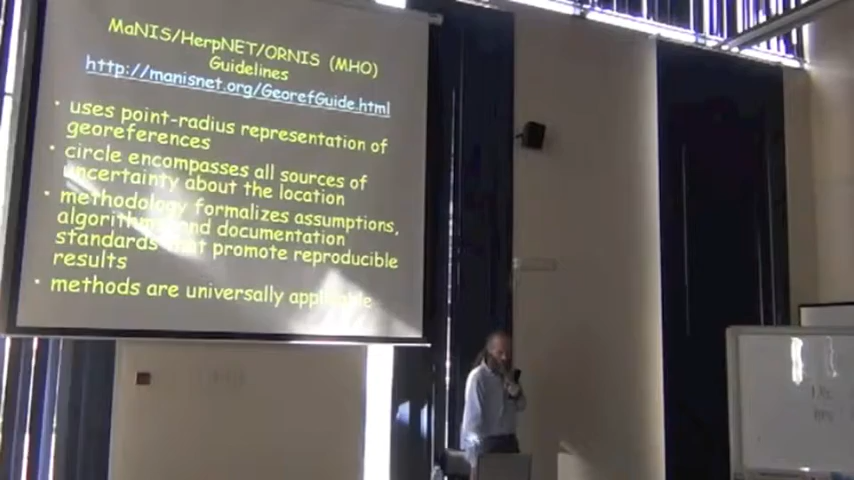 MaNIS/HerpNET/ORNIS (MHO)
Guidelines
http://manisnet.org/GeorefGuide.html
• uses point-radius representation of
georeferences
• circle encompasses all sources of
uncertainty about the location
• methodology formalizes assumptions,
algorithms and documentation
standards that promote reproducible
results
• methods are universally applicable